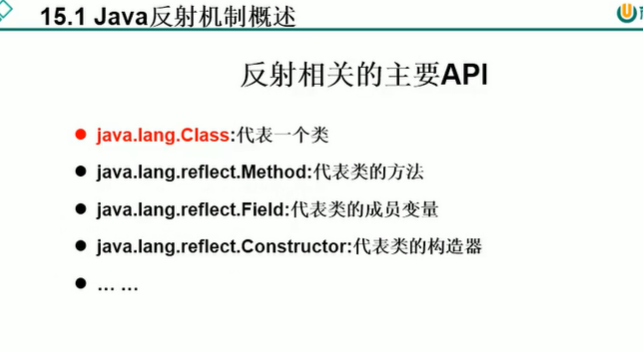 15.1 Java反射机制概述
反射相关的主要API
● java.lang.Class:代表一个类
● java.lang.reflect.Method:代表类的方法
● java.lang.reflect.Field:代表类的成员变量
● java.lang.reflect.Constructor:代表类的构造器
● … …